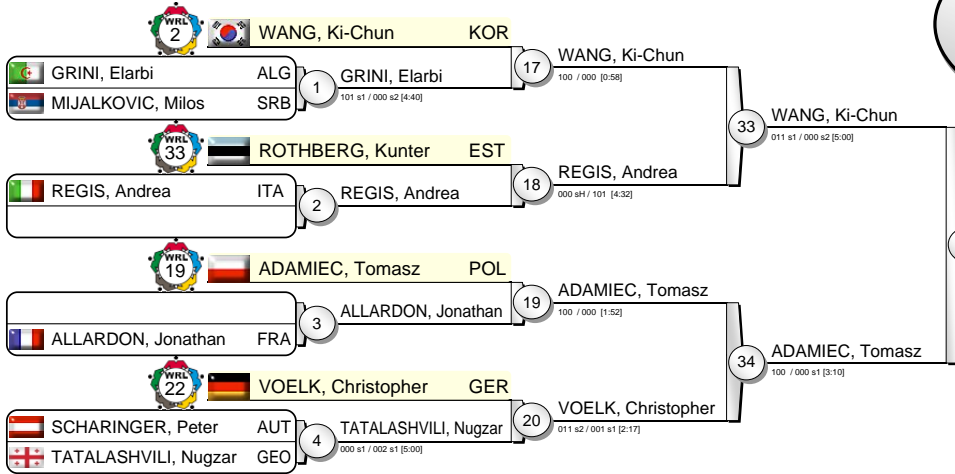 WRL
2
WANG, Ki-Chun KOR
GRINI, Elarbi ALG
MIJALKOVIC, Milos SRB
1
GRINI, Elarbi
101 s1 / 000 s2 [4:40]
17
WANG, Ki-Chun
100 / 000 [0:58]
WRL
33
ROTHBERG, Kunter EST
REGIS, Andrea ITA
2
REGIS, Andrea
18
REGIS, Andrea
000 sH / 101 [4:32]
33
WANG, Ki-Chun
011 s1 / 000 s2 [5:00]
WRL
19
ADAMIEC, Tomasz POL
ALLARDON, Jonathan FRA
3
ALLARDON, Jonathan
19
ADAMIEC, Tomasz
100 / 000 [1:52]
WRL
22
VOELK, Christopher GER
SCHARINGER, Peter AUT
TATALASHVILI, Nugzar GEO
4
TATALASHVILI, Nugzar
000 s1 / 002 s1 [5:00]
20
VOELK, Christopher
011 s2 / 001 s1 [2:17]
34
ADAMIEC, Tomasz
100 / 000 s1 [3:10]